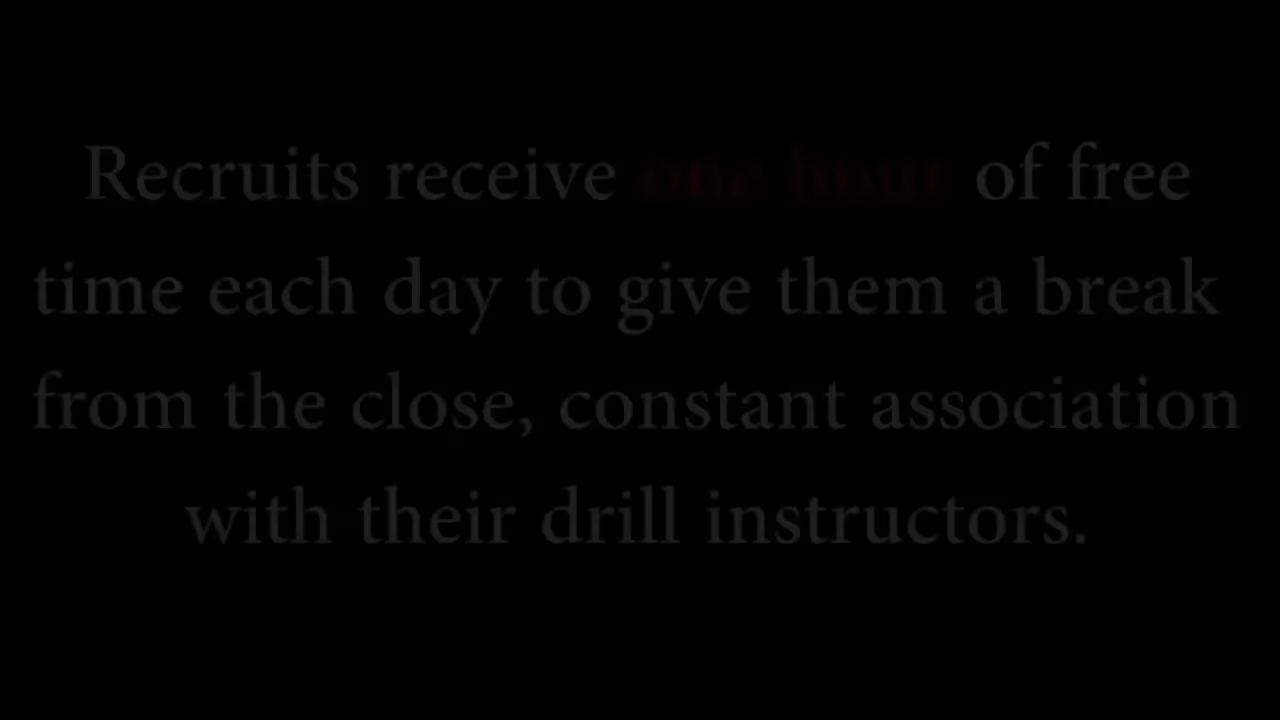 Recruits receive one hour of free
time each day to give them a break
from the close, constant association
with their drill instructors.